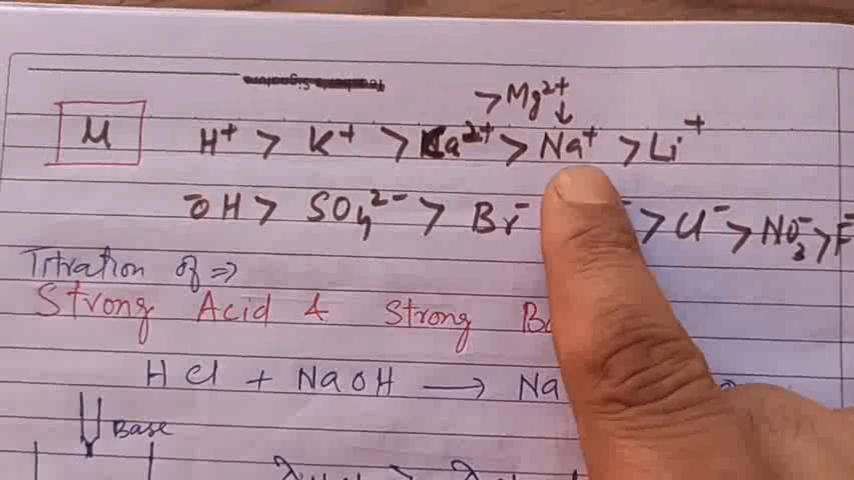 > Mg²⁺
↓
M H⁺ > K⁺ > Ca²⁺ > Na⁺ > Li⁺
OH > SO₄²⁻ > Br⁻ ⁻ > Cl⁻ > NO₃⁻ > F⁻
Titration of ⇒
Strong Acid &
Strong
HCl + NaOH → Na
Base